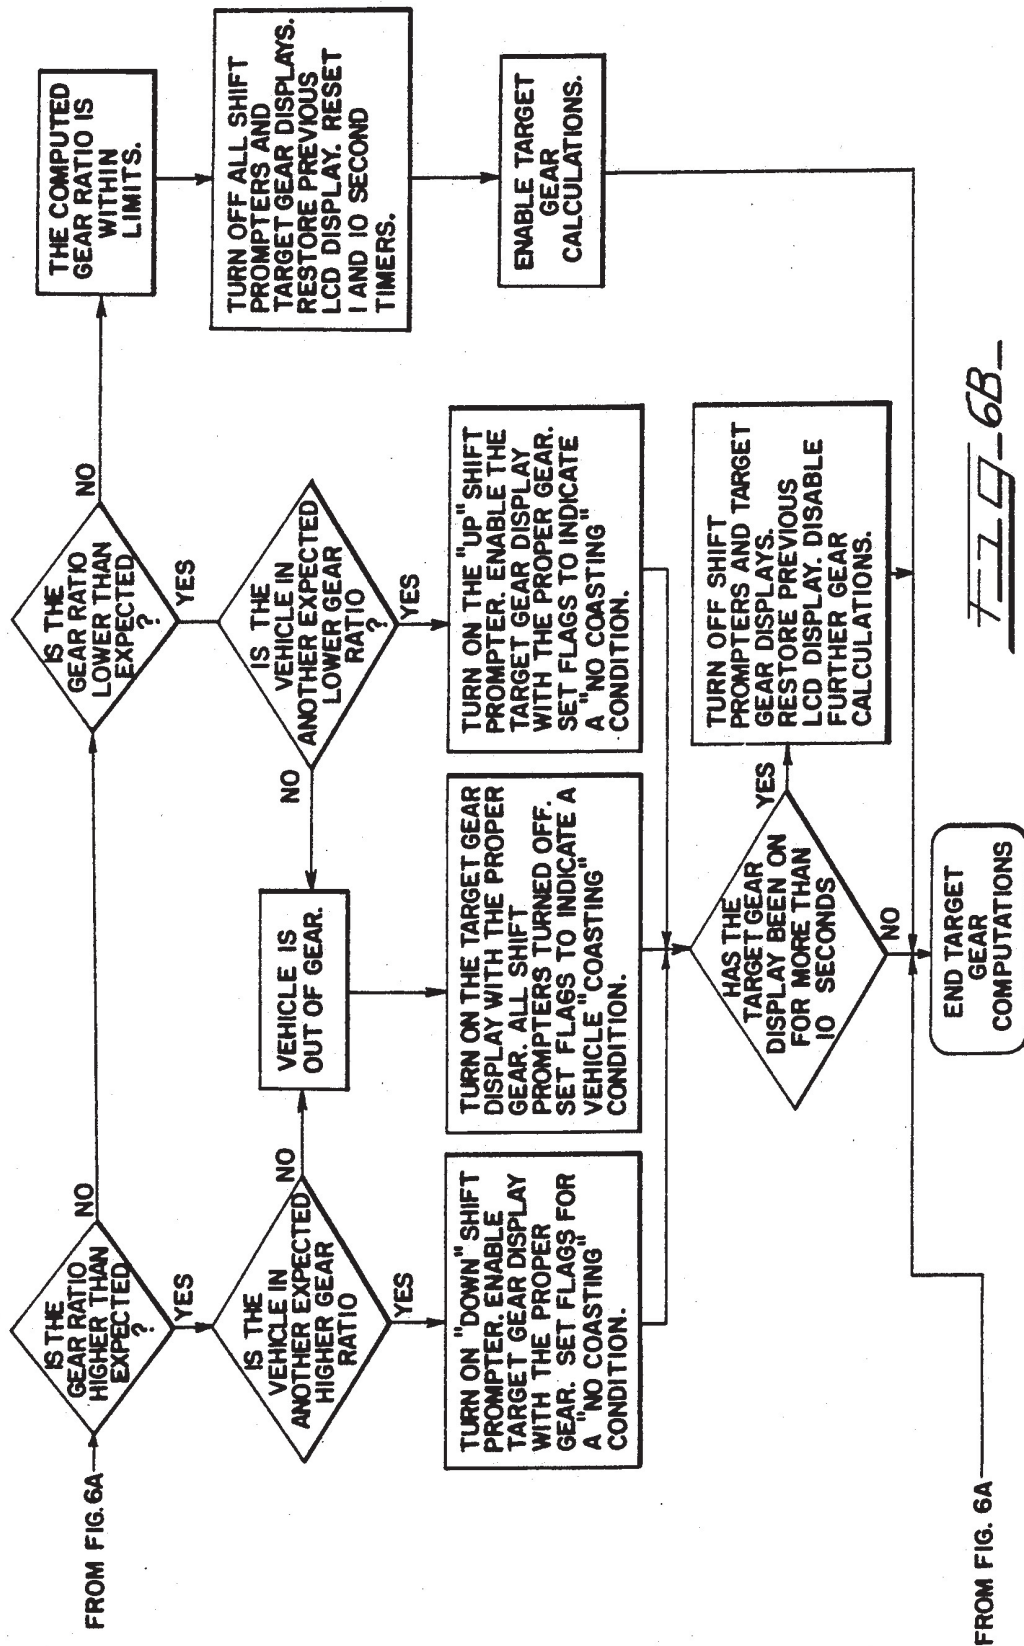 FROM FIG. 6A
IS THE
GEAR RATIO
HIGHER THAN
EXPECTED
?
NO
YES
IS THE
GEAR RATIO
LOWER THAN
EXPECTED
?
NO
YES
THE COMPUTED
GEAR RATIO IS
WITHIN
LIMITS.
IS THE
VEHICLE IN
ANOTHER EXPECTED
HIGHER GEAR
RATIO
NO
YES
VEHICLE IS
OUT OF GEAR.
IS THE
VEHICLE IN
ANOTHER EXPECTED
LOWER GEAR
RATIO
?
NO
YES
TURN OFF ALL SHIFT
PROMPTERS AND
TARGET GEAR DISPLAYS.
RESTORE PREVIOUS
LCD DISPLAY. RESET
1 AND 10 SECOND
TIMERS.
TURN ON "DOWN" SHIFT
PROMPTER. ENABLE
TARGET GEAR DISPLAY
WITH THE PROPER
GEAR. SET FLAGS FOR
A "NO COASTING"
CONDITION.
TURN ON THE TARGET GEAR
DISPLAY WITH THE PROPER
GEAR. ALL SHIFT
PROMPTERS TURNED OFF.
SET FLAGS TO INDICATE A
VEHICLE "COASTING"
CONDITION.
TURN ON THE "UP" SHIFT
PROMPTER. ENABLE THE
TARGET GEAR DISPLAY
WITH THE PROPER GEAR.
SET FLAGS TO INDICATE
A "NO COASTING"
CONDITION.
ENABLE TARGET
GEAR
CALCULATIONS.
HAS THE
TARGET GEAR
DISPLAY BEEN ON
FOR MORE THAN
10 SECONDS
YES
NO
TURN OFF SHIFT
PROMPTERS AND TARGET
GEAR DISPLAYS.
RESTORE PREVIOUS
LCD DISPLAY. DISABLE
FURTHER GEAR
CALCULATIONS.
END TARGET
GEAR
COMPUTATIONS
FROM FIG. 6A
FIG_6B_